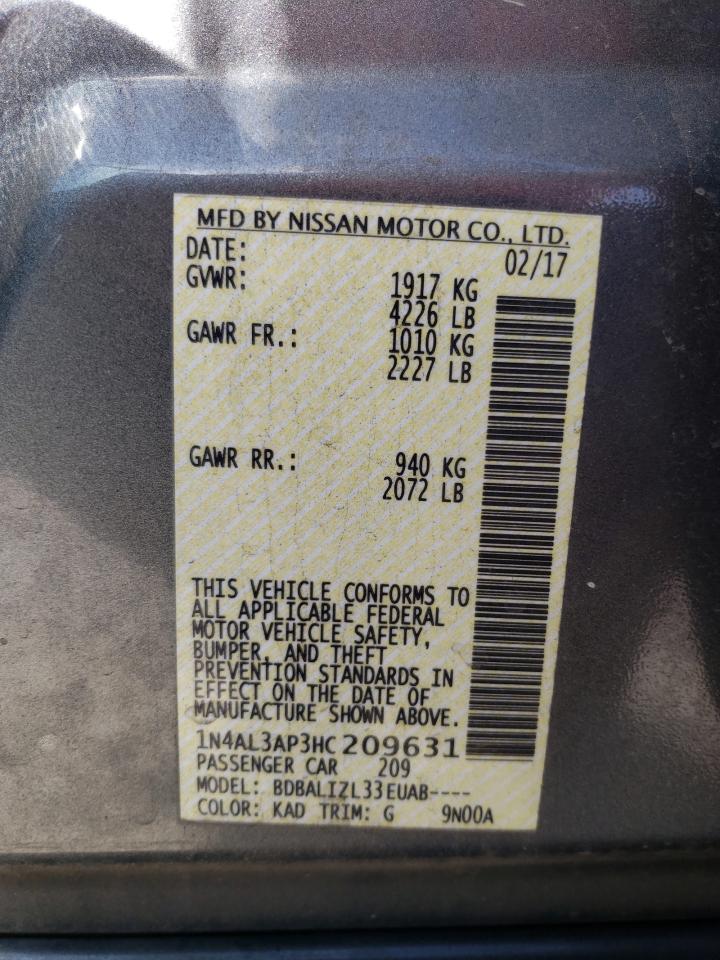 MFD BY NISSAN MOTOR CO., LTD.
DATE: 02/17
GVWR: 1917 KG
4226 LB
GAWR FR.: 1010 KG
2227 LB
GAWR RR.: 940 KG
2072 LB
THIS VEHICLE CONFORMS TO
ALL APPLICABLE FEDERAL
MOTOR VEHICLE SAFETY,
BUMPER, AND THEFT
PREVENTION STANDARDS IN
EFFECT ON THE DATE OF
MANUFACTURE SHOWN ABOVE.
1N4AL3AP3HC209631
PASSENGER CAR 209
MODEL: BDBALIZL33EUAB----
COLOR: KAD TRIM: G 9N00A